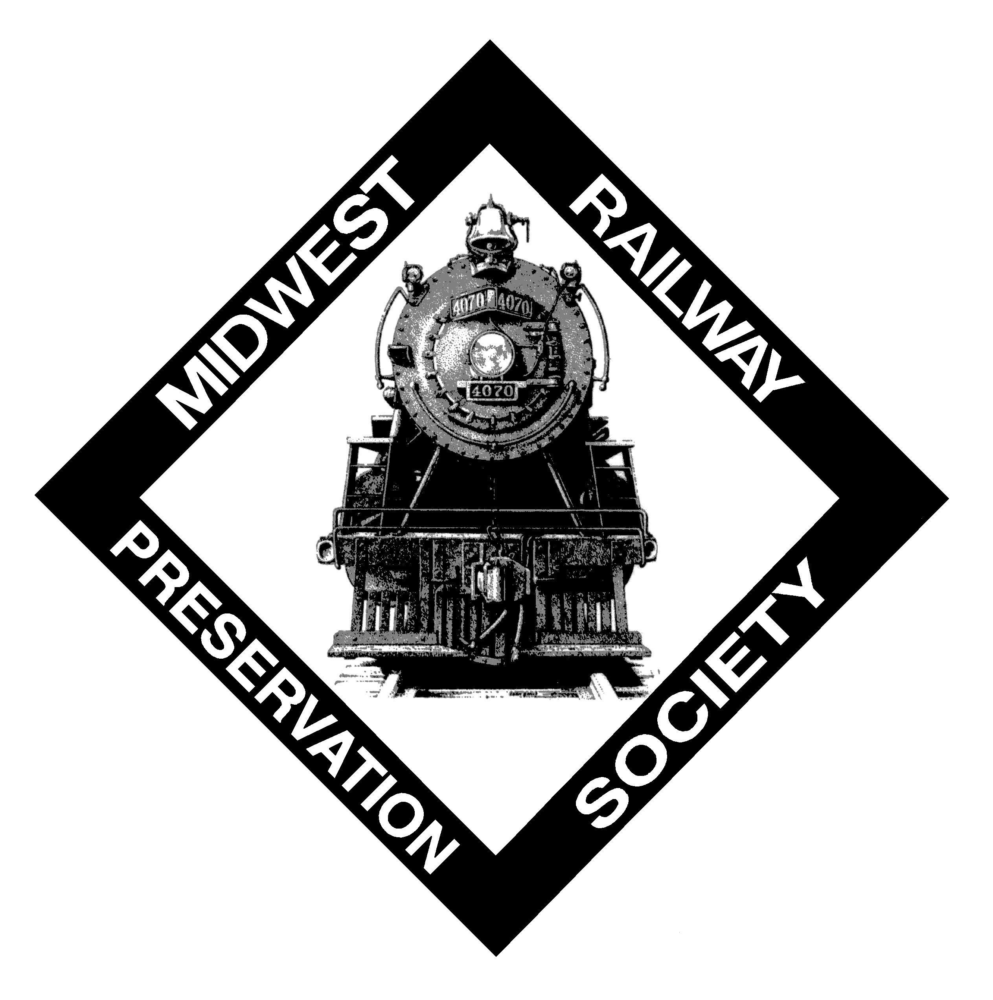 MIDWEST
RAILWAY
4070 4070
4070
PRESERVATION
SOCIETY